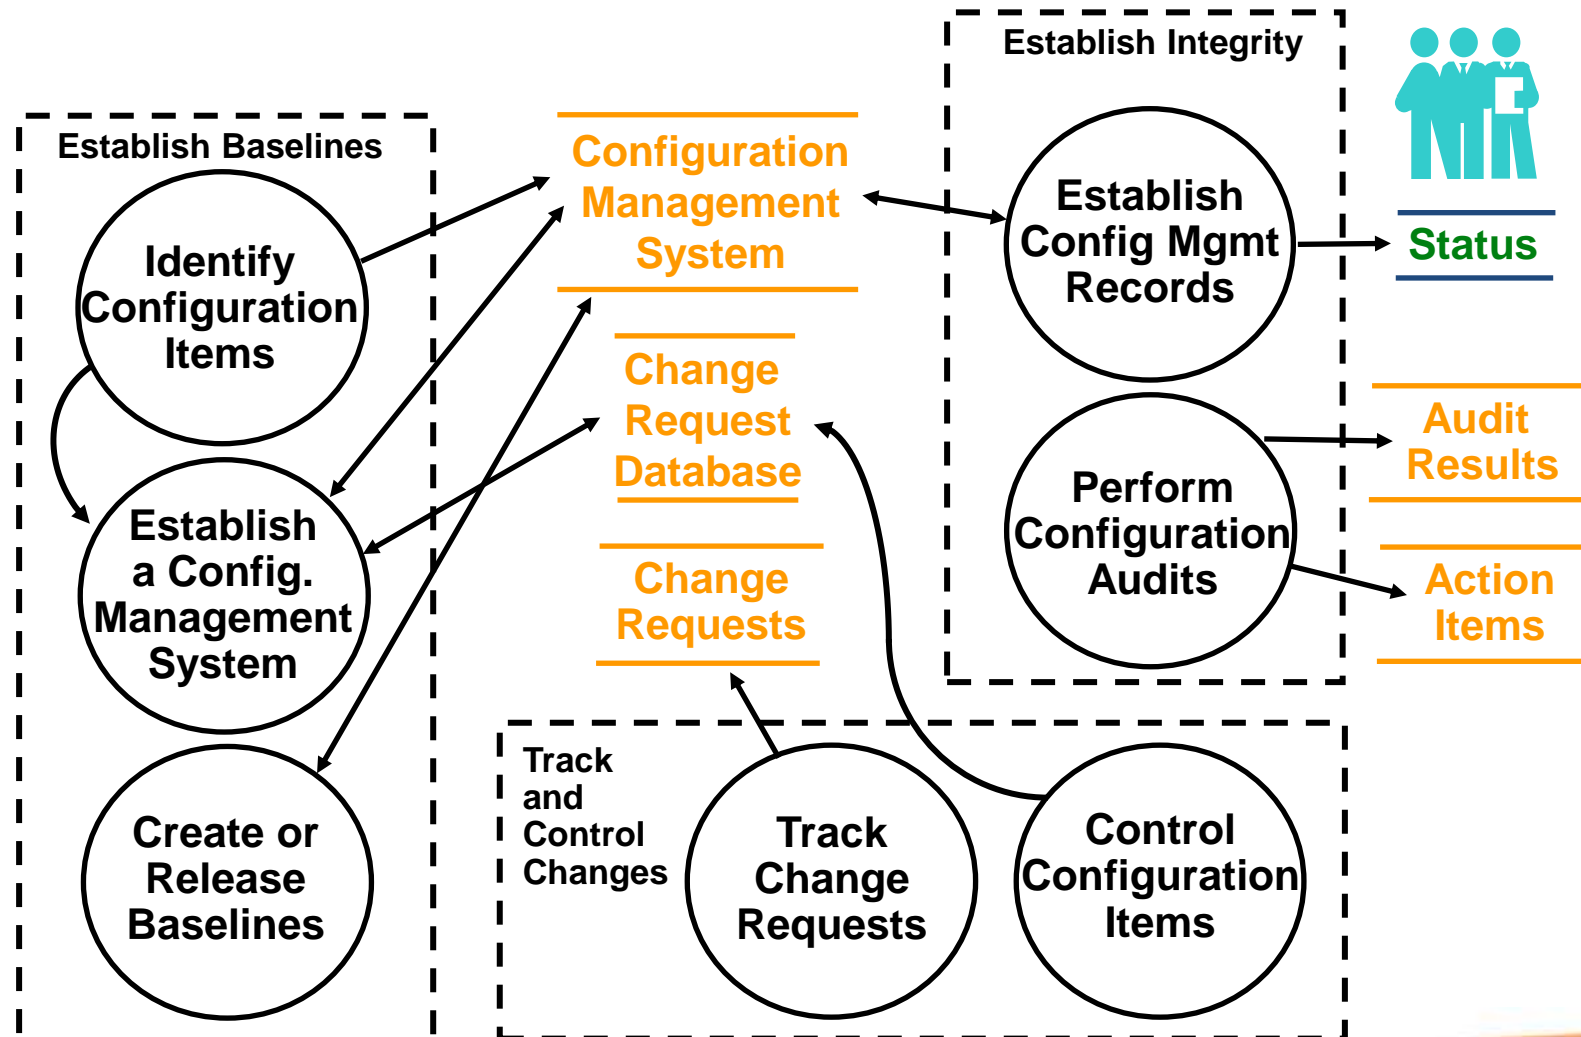 Establish Baselines
Identify
Configuration
Items
Establish
a Config.
Management
System
Create or
Release
Baselines
Configuration
Management
System
Change
Request
Database
Change
Requests
Establish Integrity
Establish
Config Mgmt
Records
Perform
Configuration
Audits
Status
Audit
Results
Action
Items
Track
and
Control
Changes
Track
Change
Requests
Control
Configuration
Items